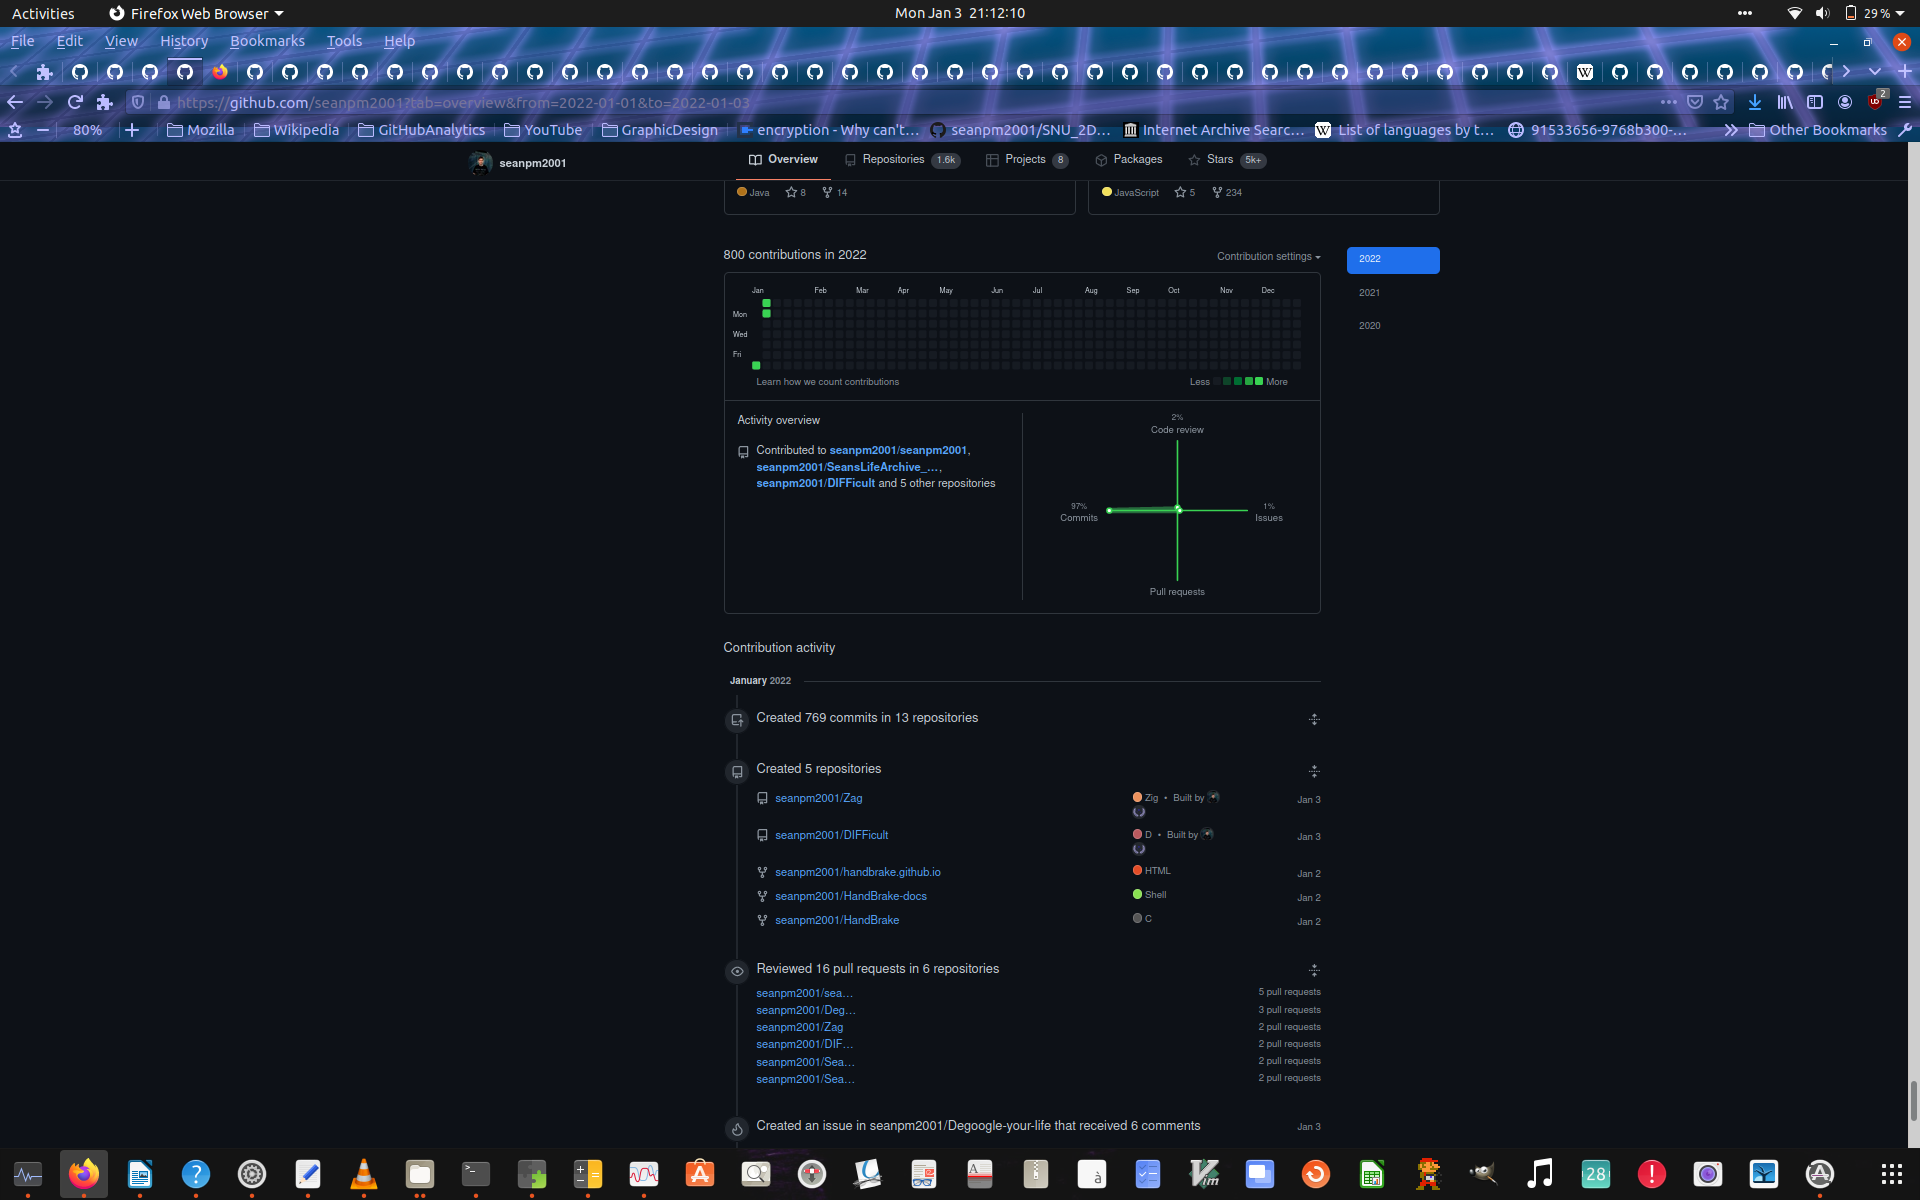 Activities
Firefox Web Browser
Mon Jan 3 21:12:10
29 %
File Edit View History Bookmarks Tools Help
https://github.com/seanpm2001?tab=overview&from=2022-01-01&to=2022-01-03
2
80%
Mozilla
Wikipedia
GitHubAnalytics
YouTube
GraphicDesign
encryption - Why can't...
seanpm2001/SNU_2D...
Internet Archive Searc...
List of languages by t...
91533656-9768b300-...
Other Bookmarks
seanpm2001
Overview
Repositories 1.6k
Projects 8
Packages
Stars 5k+
Java 8 14
JavaScript 5 234
800 contributions in 2022
Contribution settings
2022
2021
2020
Jan Feb Mar Apr May Jun Jul Aug Sep Oct Nov Dec
Mon
Wed
Fri
Learn how we count contributions
Less More
Activity overview
Contributed to seanpm2001/seanpm2001,
seanpm2001/SeansLifeArchive_...,
seanpm2001/DIFFicult and 5 other repositories
2%
Code review
97%
Commits
1%
Issues
Pull requests
Contribution activity
January 2022
Created 769 commits in 13 repositories
Created 5 repositories
seanpm2001/Zag Zig • Built by Jan 3
seanpm2001/DIFFicult D • Built by Jan 3
seanpm2001/handbrake.github.io HTML Jan 2
seanpm2001/HandBrake-docs Shell Jan 2
seanpm2001/HandBrake C Jan 2
Reviewed 16 pull requests in 6 repositories
seanpm2001/sea... 5 pull requests
seanpm2001/Deg... 3 pull requests
seanpm2001/Zag 2 pull requests
seanpm2001/DIF... 2 pull requests
seanpm2001/Sea... 2 pull requests
seanpm2001/Sea... 2 pull requests
Created an issue in seanpm2001/Degoogle-your-life that received 6 comments Jan 3
28